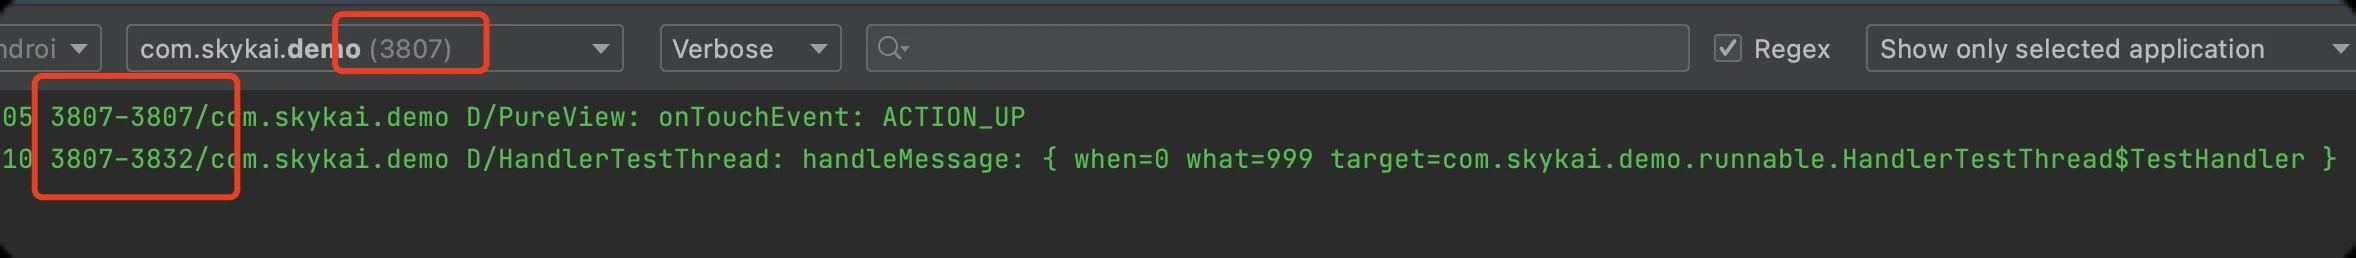 ndroi com.skykai.demo (3807) Verbose Regex Show only selected application
05 3807-3807/com.skykai.demo D/PureView: onTouchEvent: ACTION_UP
10 3807-3832/com.skykai.demo D/HandlerTestThread: handleMessage: { when=0 what=999 target=com.skykai.demo.runnable.HandlerTestThread$TestHandler }